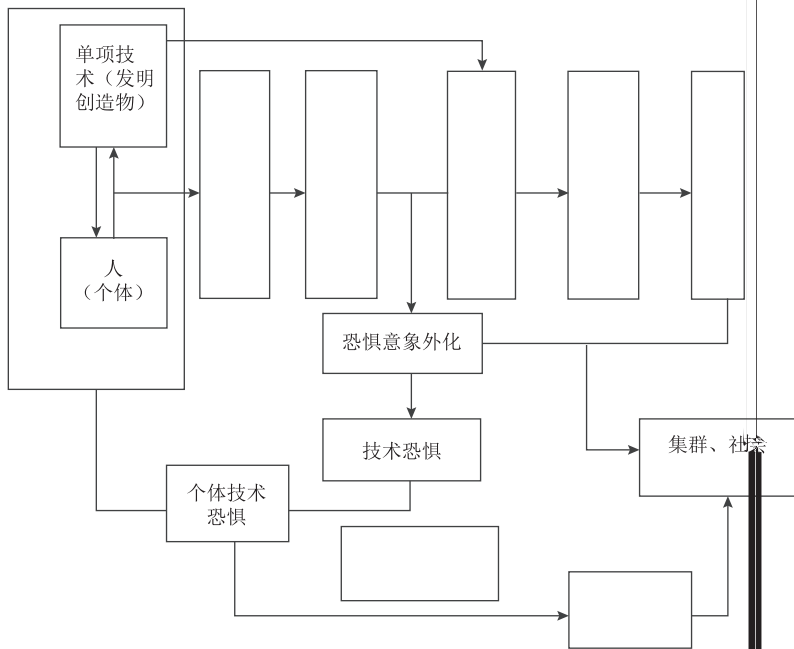 单项技
术（发明
创造物）
人
（个体）
恐惧意象外化
技术恐惧
集群、社会
个体技术
恐惧